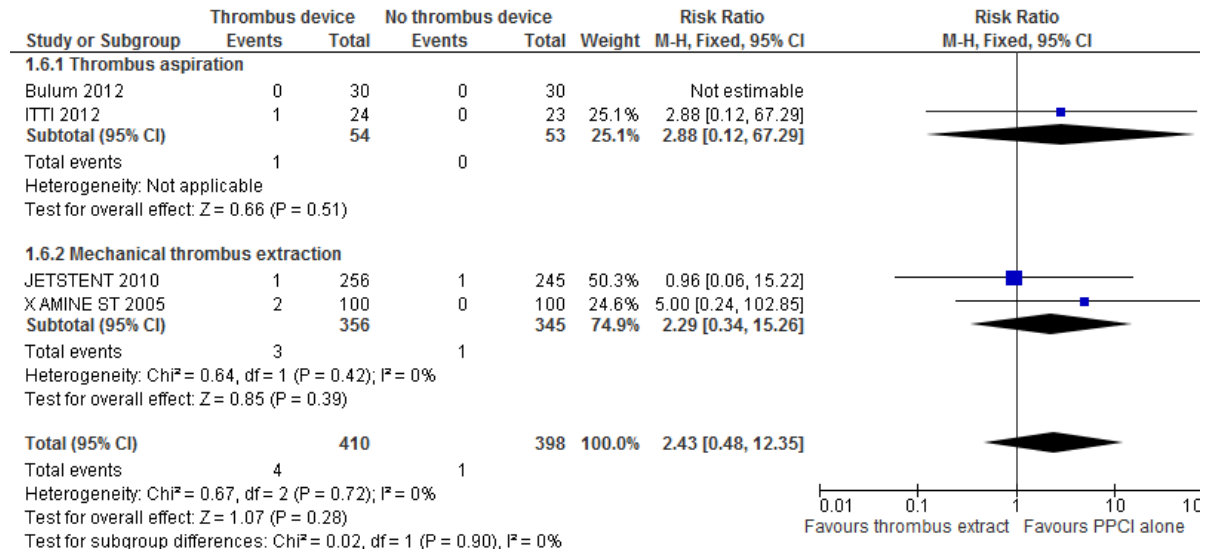 Thrombus device No thrombus device Risk Ratio Risk Ratio
Study or Subgroup Events Total Events Total Weight M-H, Fixed, 95% CI M-H, Fixed, 95% CI
1.6.1 Thrombus aspiration
Bulum 2012 0 30 0 30 Not estimable
ITTI 2012 1 24 0 23 25.1% 2.88 [0.12, 67.29]
Subtotal (95% CI) 54 53 25.1% 2.88 [0.12, 67.29]
Total events 1 0
Heterogeneity: Not applicable
Test for overall effect: Z = 0.66 (P = 0.51)
1.6.2 Mechanical thrombus extraction
JETSTENT 2010 1 256 1 245 50.3% 0.96 [0.06, 15.22]
X AMINE ST 2005 2 100 0 100 24.6% 5.00 [0.24, 102.85]
Subtotal (95% CI) 356 345 74.9% 2.29 [0.34, 15.26]
Total events 3 1
Heterogeneity: Chi² = 0.64, df = 1 (P = 0.42); I² = 0%
Test for overall effect: Z = 0.85 (P = 0.39)
Total (95% CI) 410 398 100.0% 2.43 [0.48, 12.35]
Total events 4 1
Heterogeneity: Chi² = 0.67, df = 2 (P = 0.72); I² = 0%
Test for overall effect: Z = 1.07 (P = 0.28)
Test for subgroup differences: Chi² = 0.02, df = 1 (P = 0.90), I² = 0%
0.01 0.1 1 10 10
Favours thrombus extract Favours PPCI alone